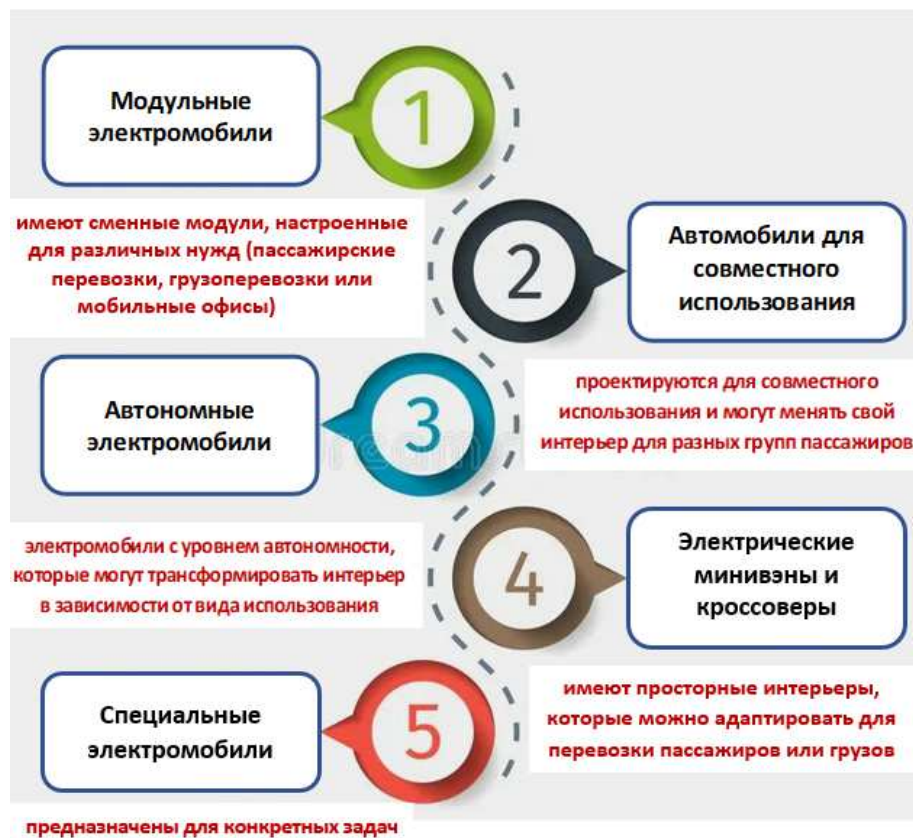 Модульные
электромобили
1
имеют сменные модули, настроенные
для различных нужд (пассажирские
перевозки, грузоперевозки или
мобильные офисы)
2
Автомобили для
совместного
использования
проектируются для совместного
использования и могут менять свой
интерьер для разных групп пассажиров
Автономные
электромобили
3
электромобили с уровнем автономности,
которые могут трансформировать интерьер
в зависимости от вида использования
4
Электрические
минивэны и
кроссоверы
имеют просторные интерьеры,
которые можно адаптировать для
перевозки пассажиров или грузов
Специальные
электромобили
5
предназначены для конкретных задач